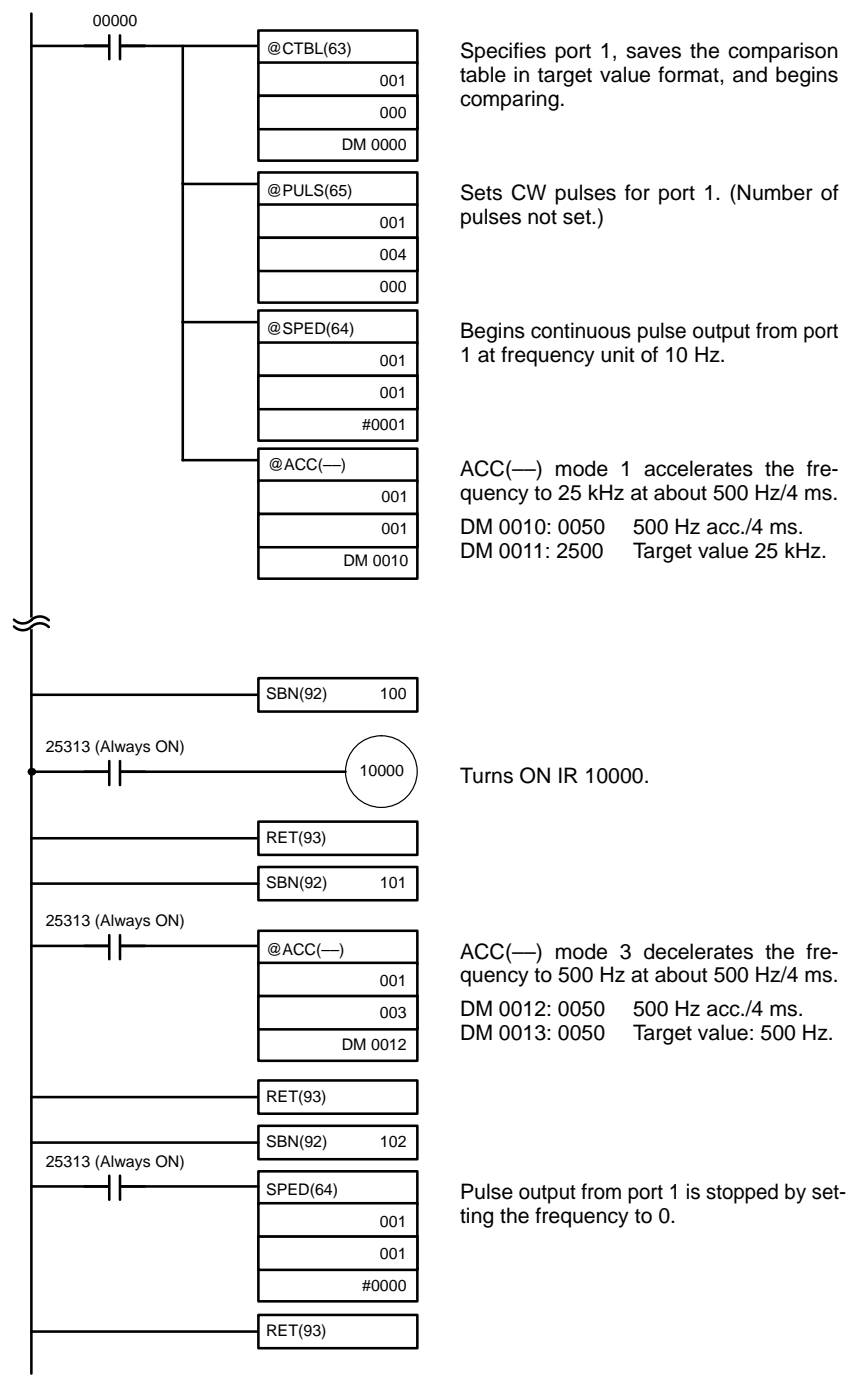 00000
@CTBL(63)
001
000
DM 0000
Specifies port 1, saves the comparison
table in target value format, and begins
comparing.
@PULS(65)
001
004
000
Sets CW pulses for port 1. (Number of
pulses not set.)
@SPED(64)
001
001
#0001
Begins continuous pulse output from port
1 at frequency unit of 10 Hz.
@ACC(––)
001
001
DM 0010
ACC(––) mode 1 accelerates the fre-
quency to 25 kHz at about 500 Hz/4 ms.
DM 0010: 0050 500 Hz acc./4 ms.
DM 0011: 2500 Target value 25 kHz.
SBN(92) 100
25313 (Always ON)
10000
Turns ON IR 10000.
RET(93)
SBN(92) 101
25313 (Always ON)
@ACC(––)
001
003
DM 0012
ACC(––) mode 3 decelerates the fre-
quency to 500 Hz at about 500 Hz/4 ms.
DM 0012: 0050 500 Hz acc./4 ms.
DM 0013: 0050 Target value: 500 Hz.
RET(93)
SBN(92) 102
25313 (Always ON)
SPED(64)
001
001
#0000
Pulse output from port 1 is stopped by set-
ting the frequency to 0.
RET(93)